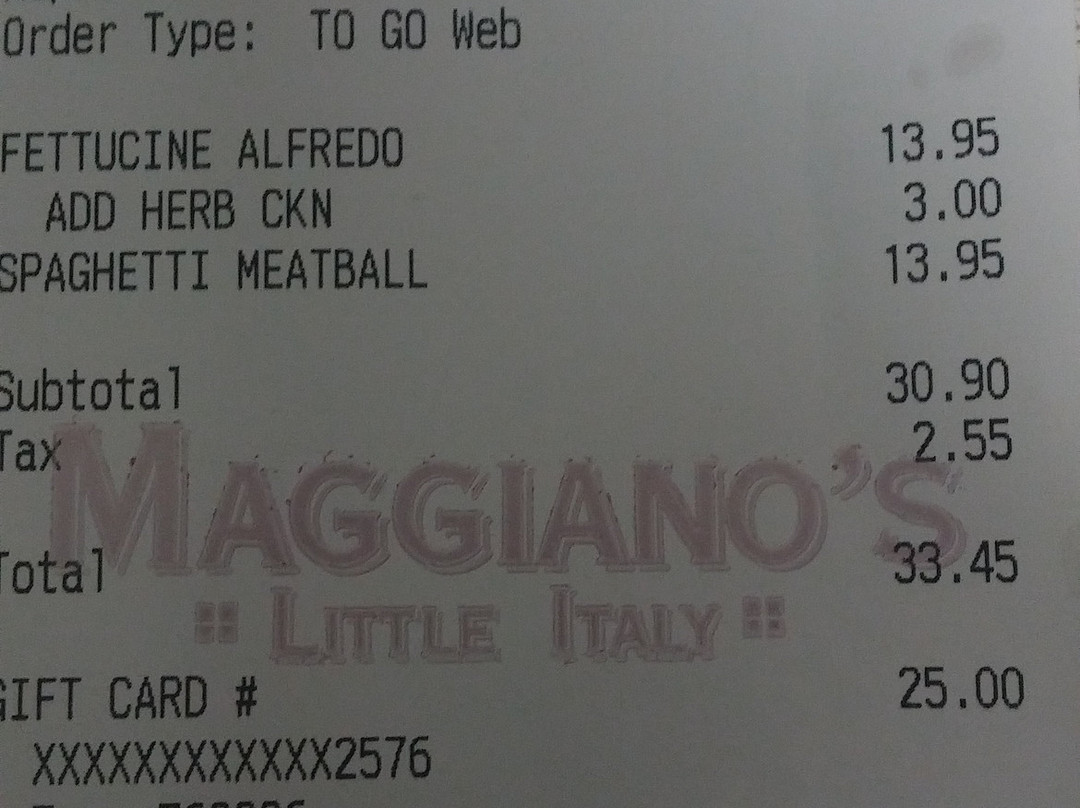 Order Type: TO GO Web
FETTUCINE ALFREDO 13.95
ADD HERB CKN 3.00
SPAGHETTI MEATBALL 13.95
Subtotal 30.90
Tax 2.55
MAGGIANO'S
Total 33.45
LITTLE ITALY
GIFT CARD # 25.00
XXXXXXXXXXXX2576